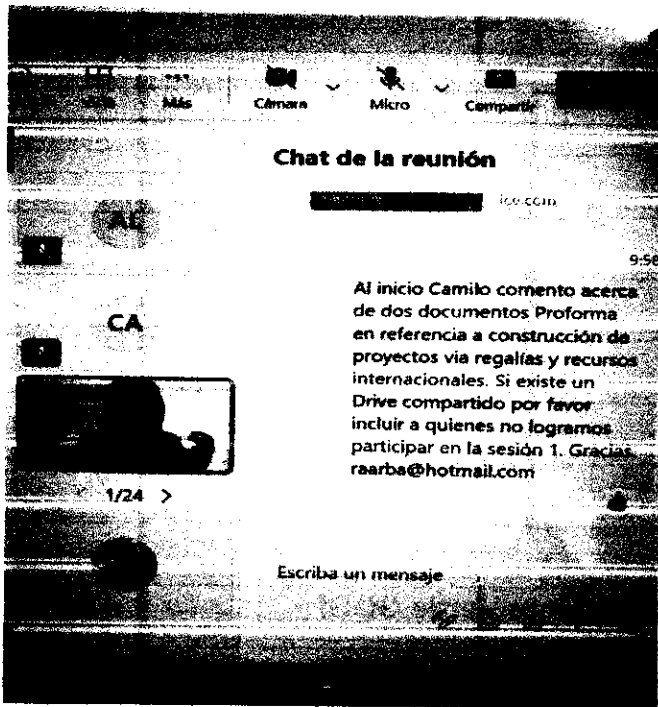 Más Cámara Micro Compartir
Chat de la reunión
ice.com
9:58
AE
Al inicio Camilo comento acerca
de dos documentos Proforma
en referencia a construcción de
proyectos via regalías y recursos
internacionales. Si existe un
Drive compartido por favor
incluir a quienes no logramos
participar en la sesión 1. Gracias
raarba@hotmail.com
CA
1/24
Escriba un mensaje